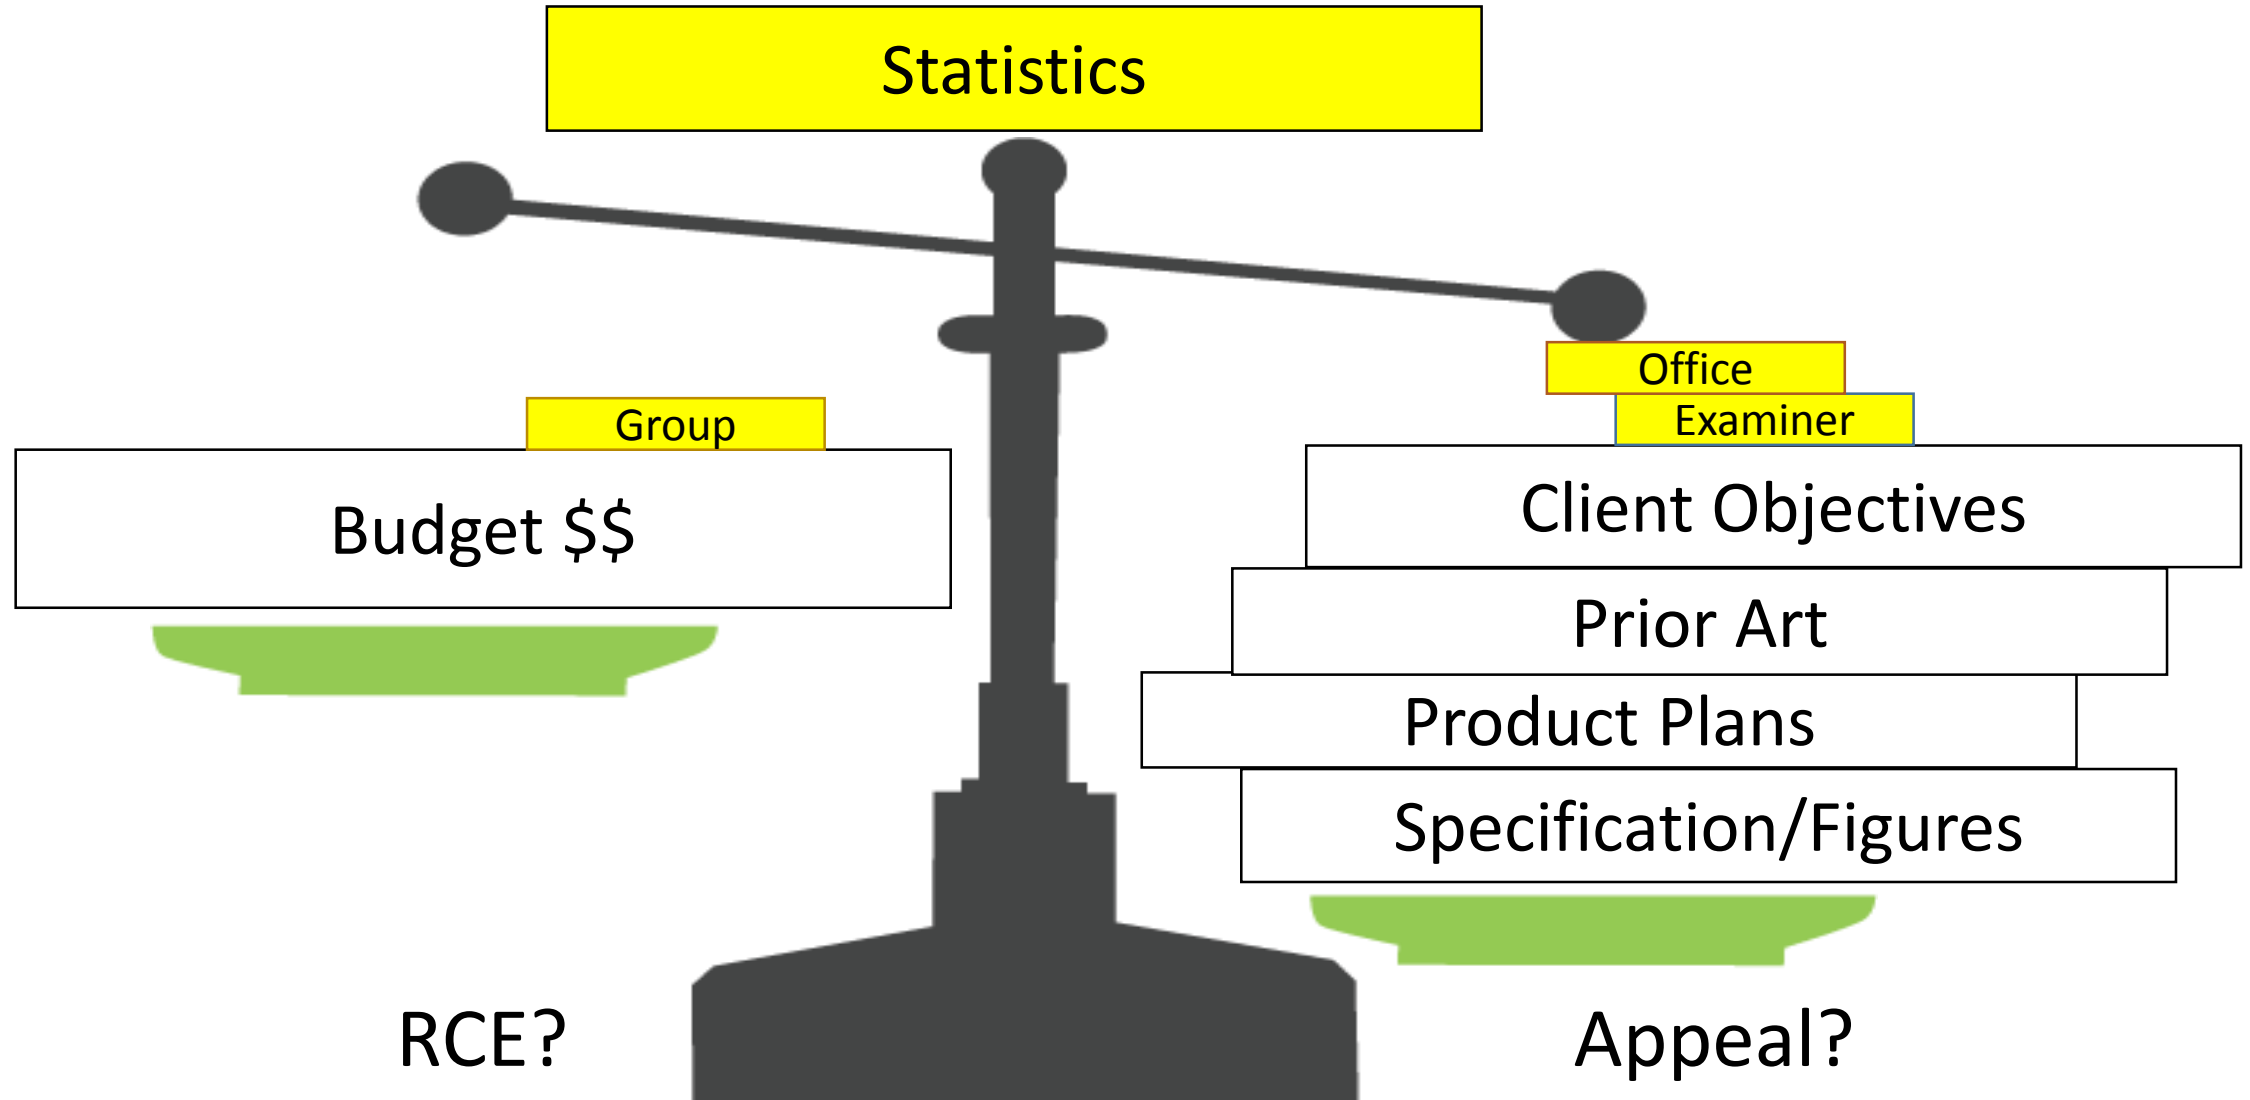 Statistics
Group
Budget $$
Office
Examiner
Client Objectives
Prior Art
Product Plans
Specification/Figures
RCE?
Appeal?